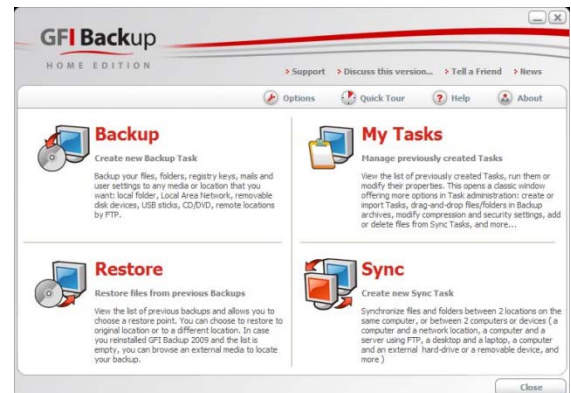 GFI Backup
HOME EDITION
> Support > Discuss this version... > Tell a Friend > News
Options Quick Tour Help About
Backup
Create new Backup Task
Backup your files, folders, registry keys, mails and
user settings to any media or location that you
want: local folder, Local Area Network, removable
disk devices, USB sticks, CD/DVD, remote locations
by FTP.
My Tasks
Manage previously created Tasks
View the list of previously created Tasks, run them or
modify their properties. This opens a classic window
offering more options in Task administration: create or
import Tasks, drag-and-drop files/folders in Backup
archives, modify compression and security settings, add
or delete files from Sync Tasks, and more...
Restore
Restore files from previous Backups
View the list of previous backups and allows you to
choose a restore point. You can choose to restore to
original location or to a different location. In case
you reinstalled GFI Backup 2009 and the list is
empty, you can browse an external media to locate
your backup.
Sync
Create new Sync Task
Synchronize files and folders between 2 locations on the
same computer, or between 2 computers or devices ( a
computer and a network location, a computer and a
server using FTP, a desktop and a laptop, a computer
and an external hard-drive or a removable device, and
more )
Close